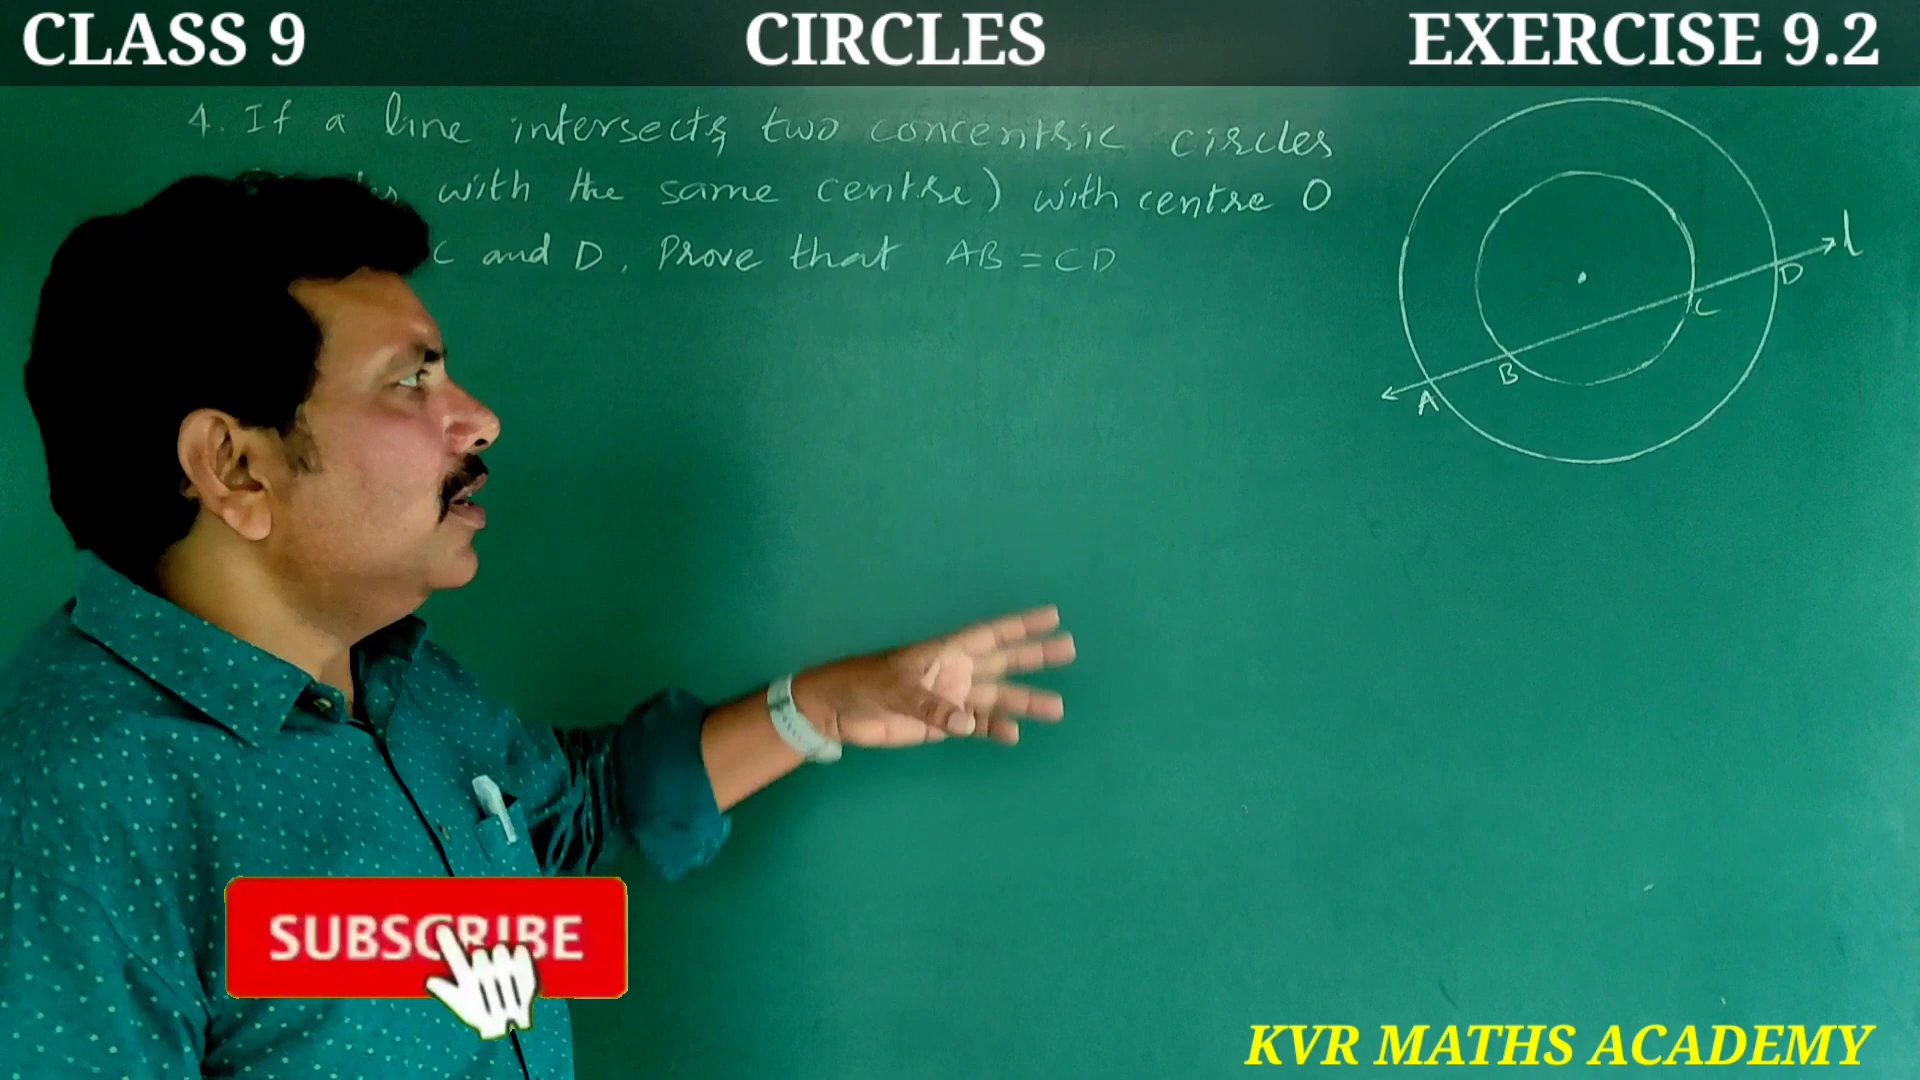 CLASS 9 CIRCLES EXERCISE 9.2
4. If a line intersects two concentric circles
with the same centre) with centre O
C and D, Prove that AB = CD
l
D
C
B
A
SUBSCRIBE
KVR MATHS ACADEMY